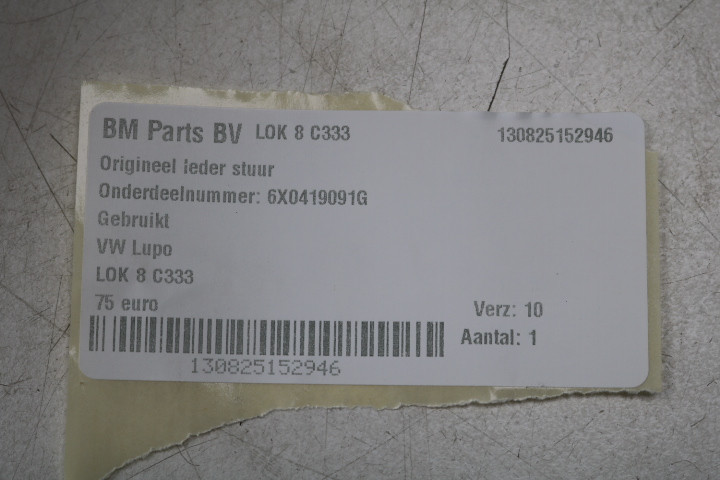 BM Parts BV LOK 8 C333 130825152946
Origineel leder stuur
Onderdeelnummer: 6X0419091G
Gebruikt
VW Lupo
LOK 8 C333
75 euro Verz: 10
Aantal: 1
130825152946